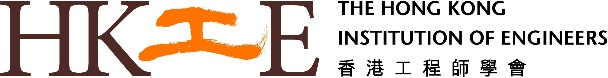 HK工E
THE HONG KONG
INSTITUTION OF ENGINEERS
香港工程師學會